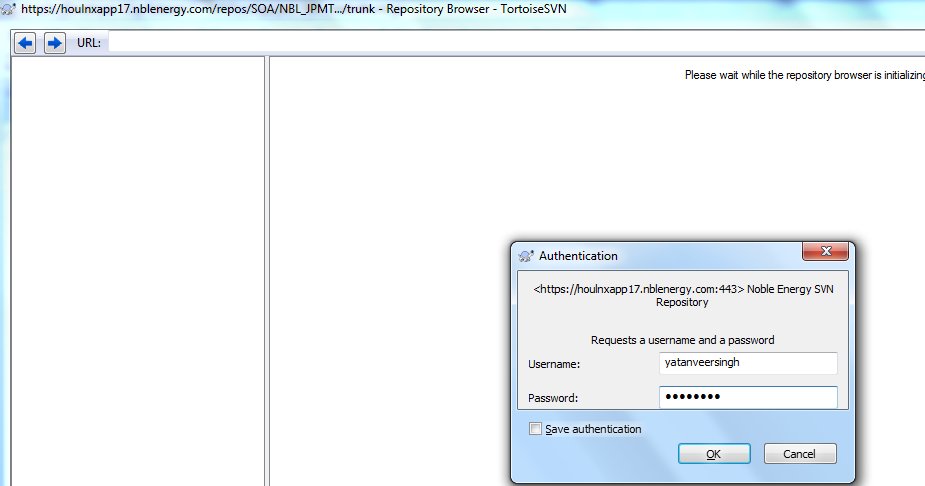 https://houlnxapp17.nblenergy.com/repos/SOA/NBL_JPMT.../trunk - Repository Browser - TortoiseSVN
URL:
Please wait while the repository browser is initializing
Authentication
<https://houlnxapp17.nblenergy.com:443> Noble Energy SVN
Repository
Requests a username and a password
Username: yatanveersingh
Password: ••••••••
Save authentication
OK Cancel